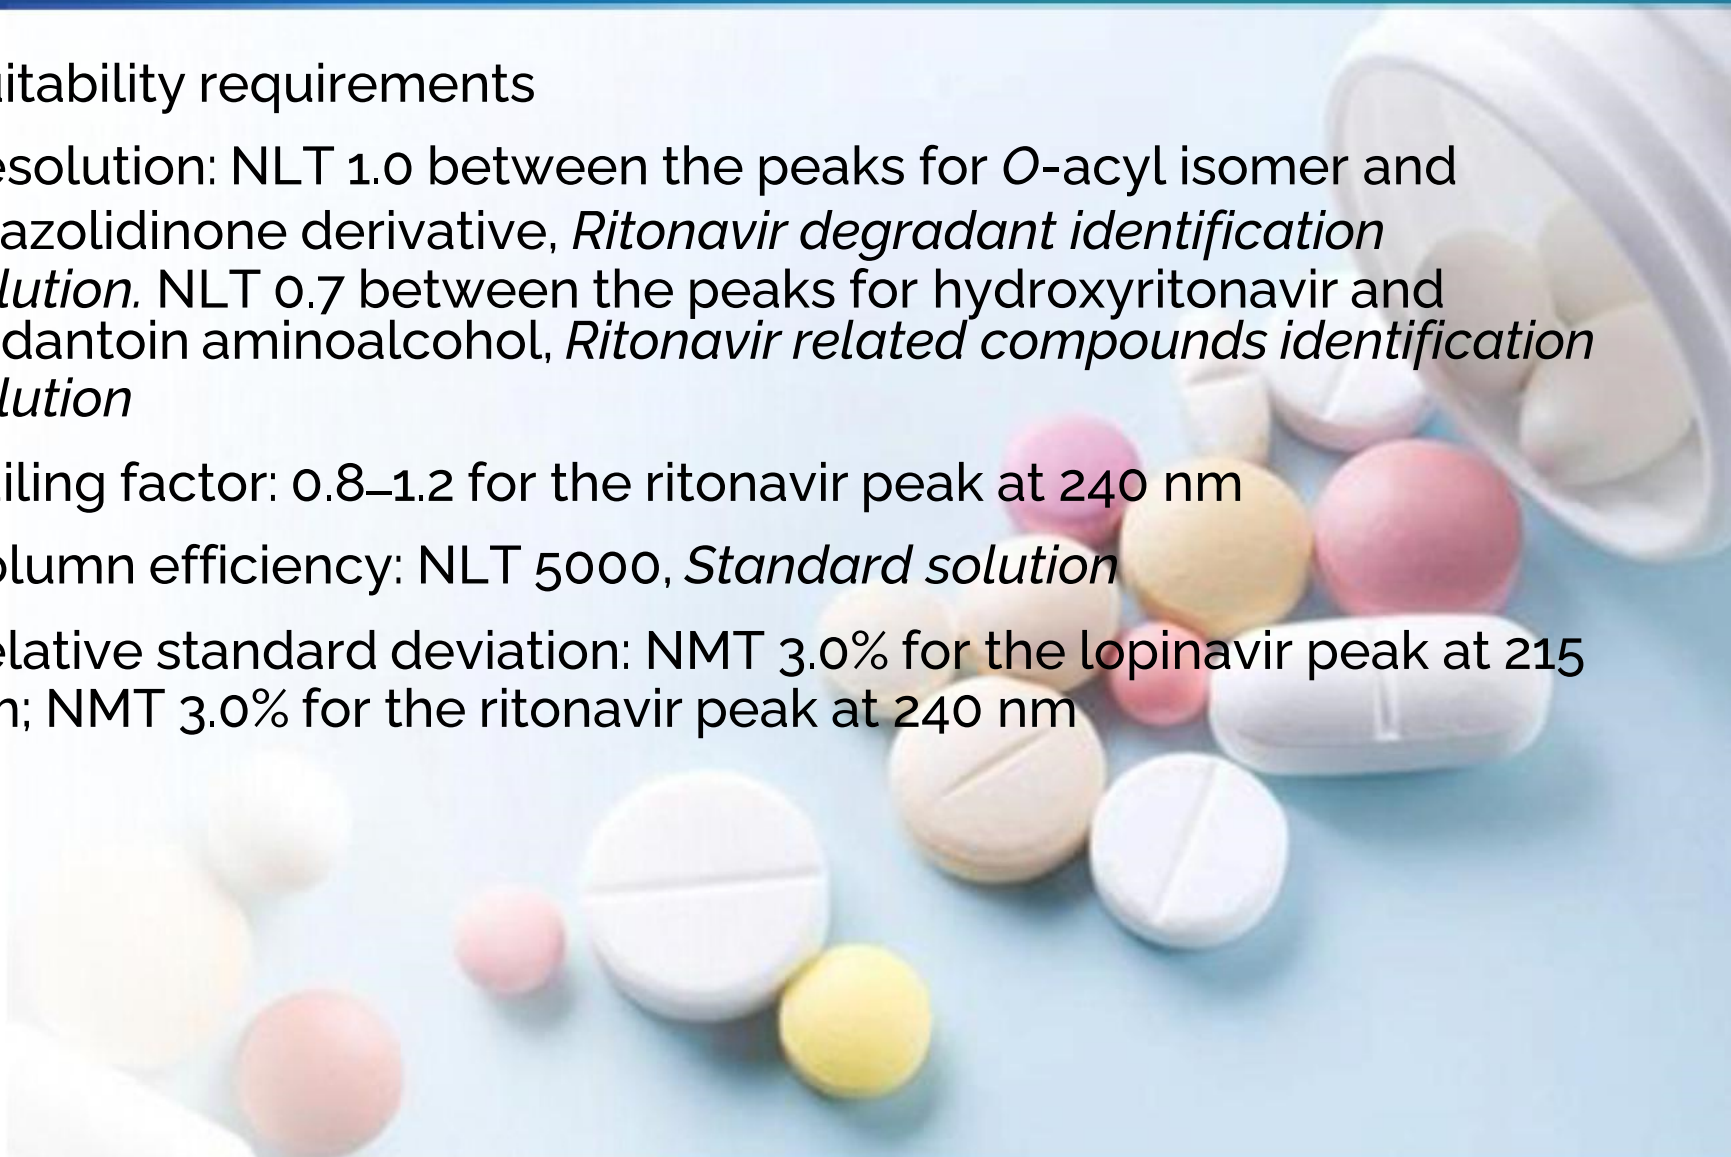 uitability requirements
esolution: NLT 1.0 between the peaks for O-acyl isomer and
azolidinone derivative, Ritonavir degradant identification
lution. NLT 0.7 between the peaks for hydroxyritonavir and
dantoin aminoalcohol, Ritonavir related compounds identification
lution
iling factor: 0.8–1.2 for the ritonavir peak at 240 nm
olumn efficiency: NLT 5000, Standard solution
elative standard deviation: NMT 3.0% for the lopinavir peak at 215
n; NMT 3.0% for the ritonavir peak at 240 nm